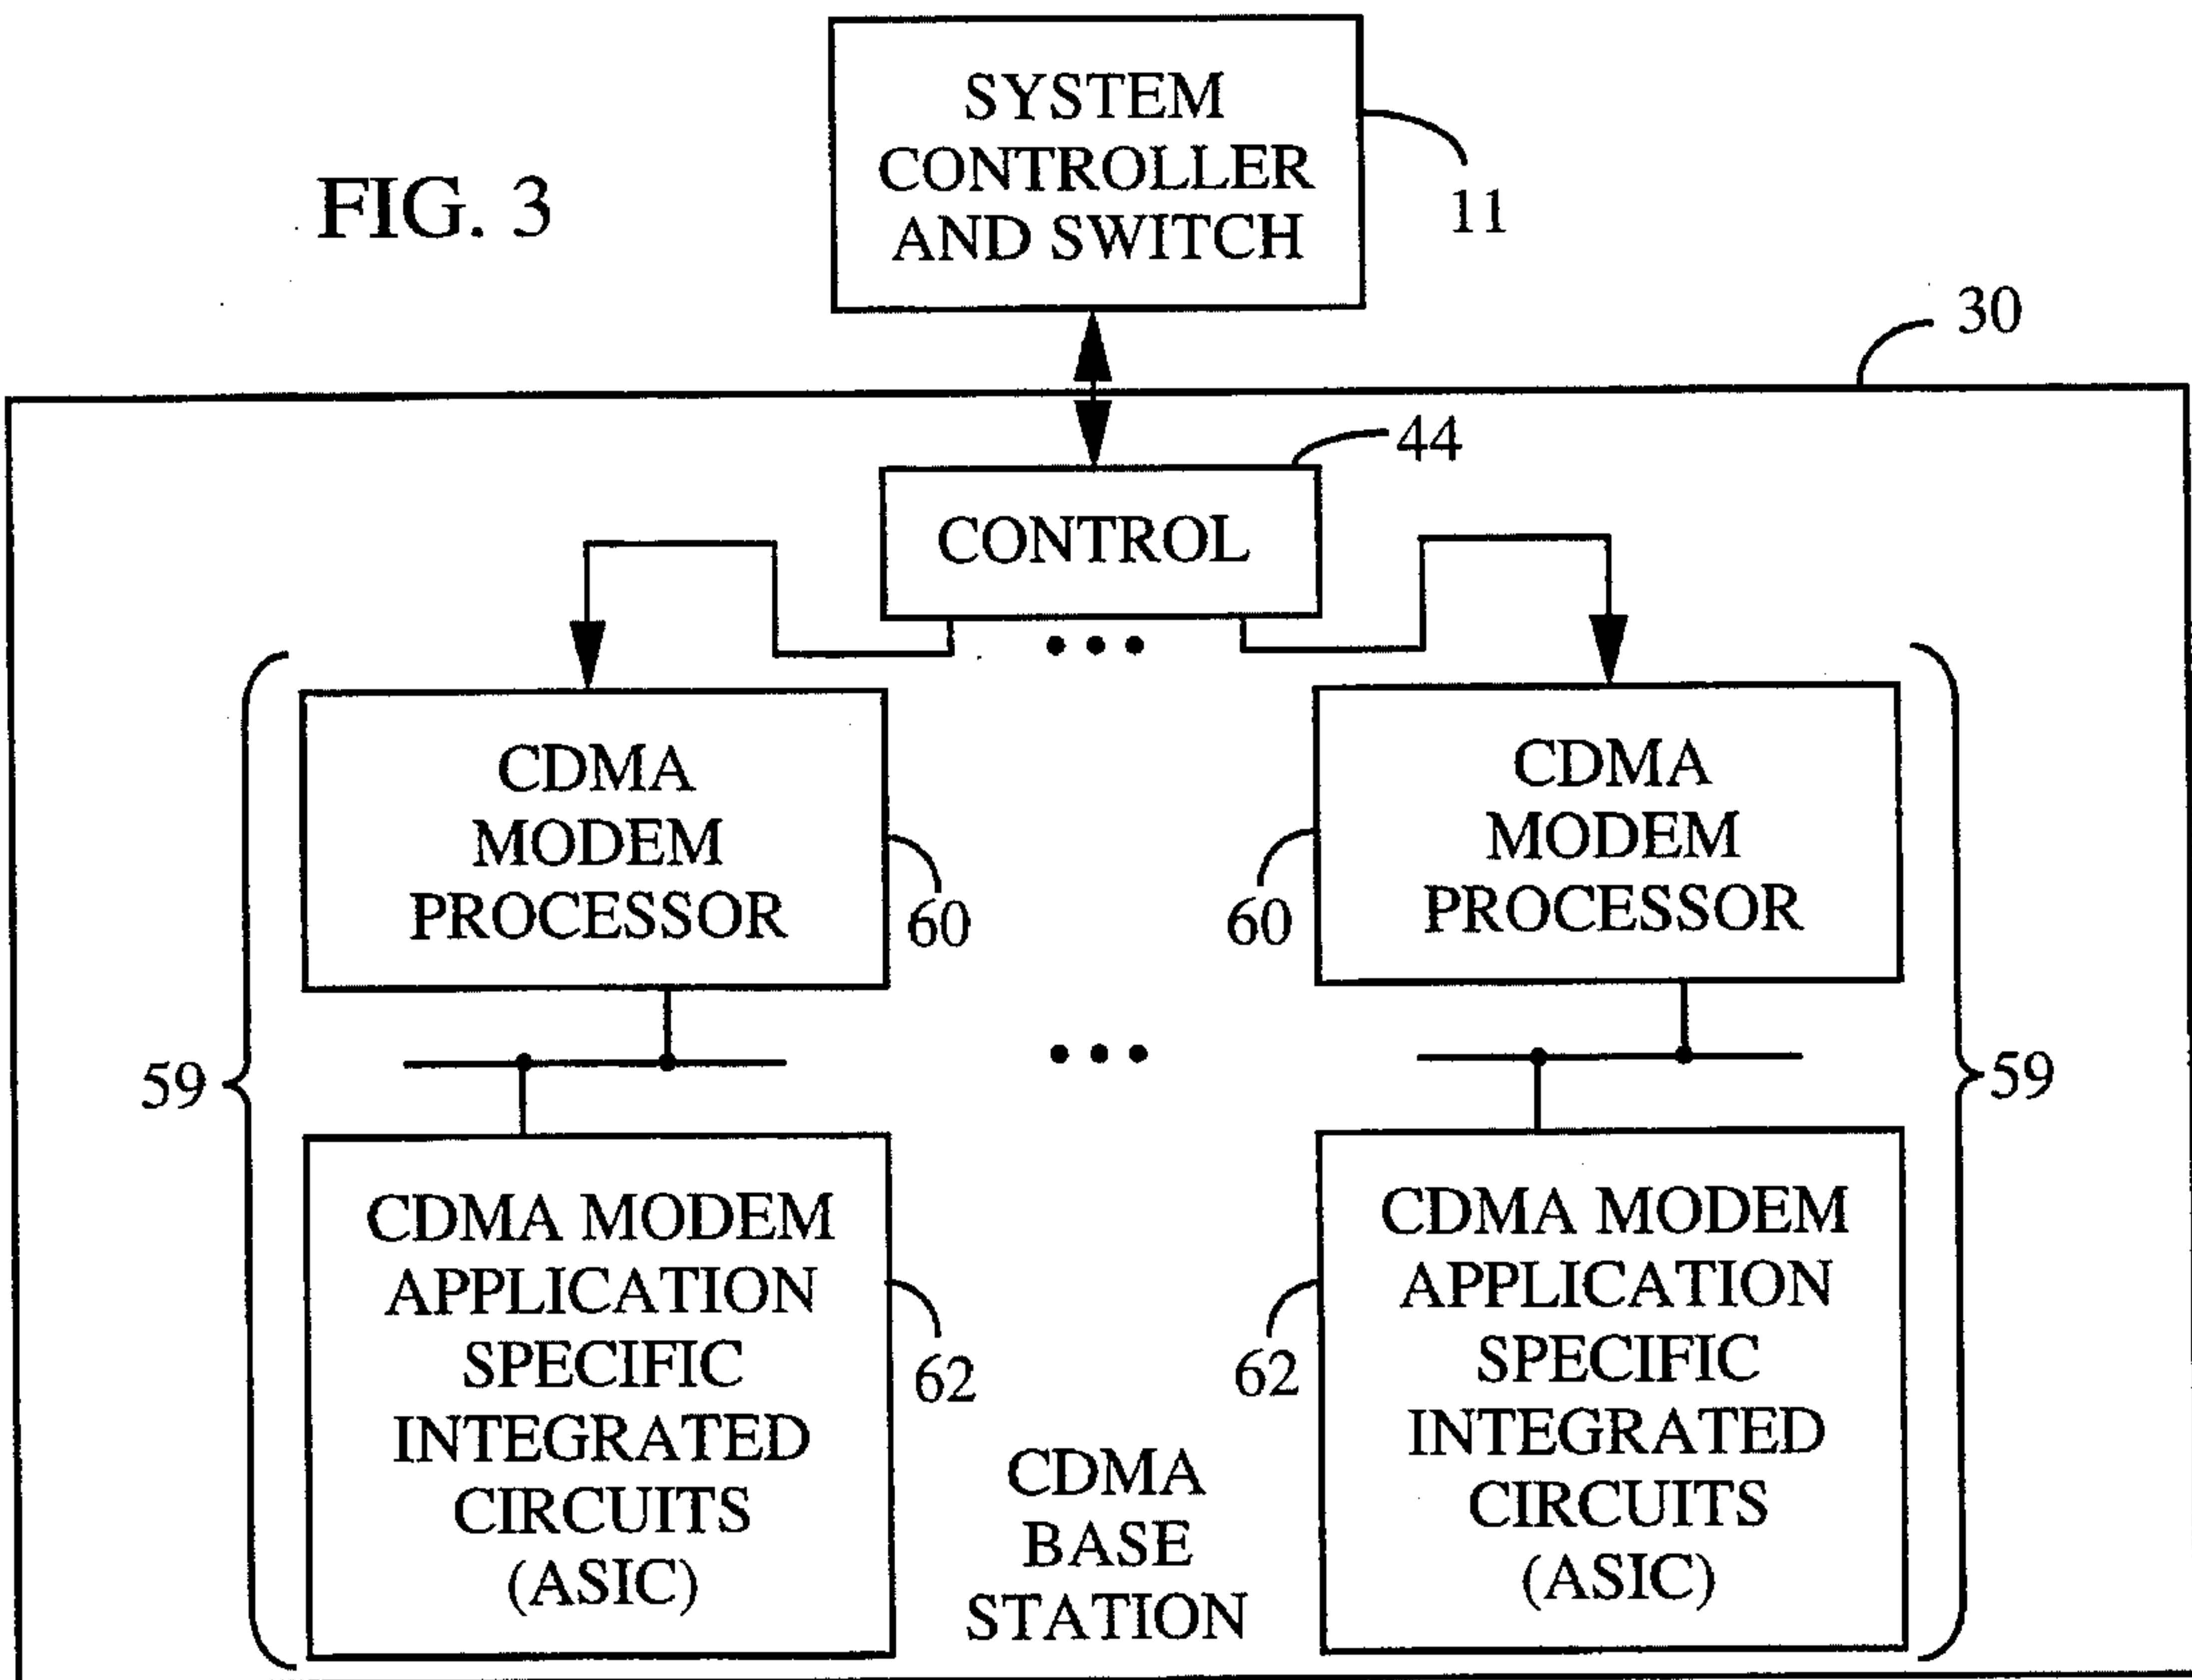 FIG. 3
SYSTEM
CONTROLLER
AND SWITCH
11
30
44
CONTROL
CDMA
MODEM
PROCESSOR
60
CDMA
MODEM
PROCESSOR
60
59
59
CDMA MODEM
APPLICATION
SPECIFIC
INTEGRATED
CIRCUITS
(ASIC)
62
CDMA MODEM
APPLICATION
SPECIFIC
INTEGRATED
CIRCUITS
(ASIC)
62
CDMA
BASE
STATION